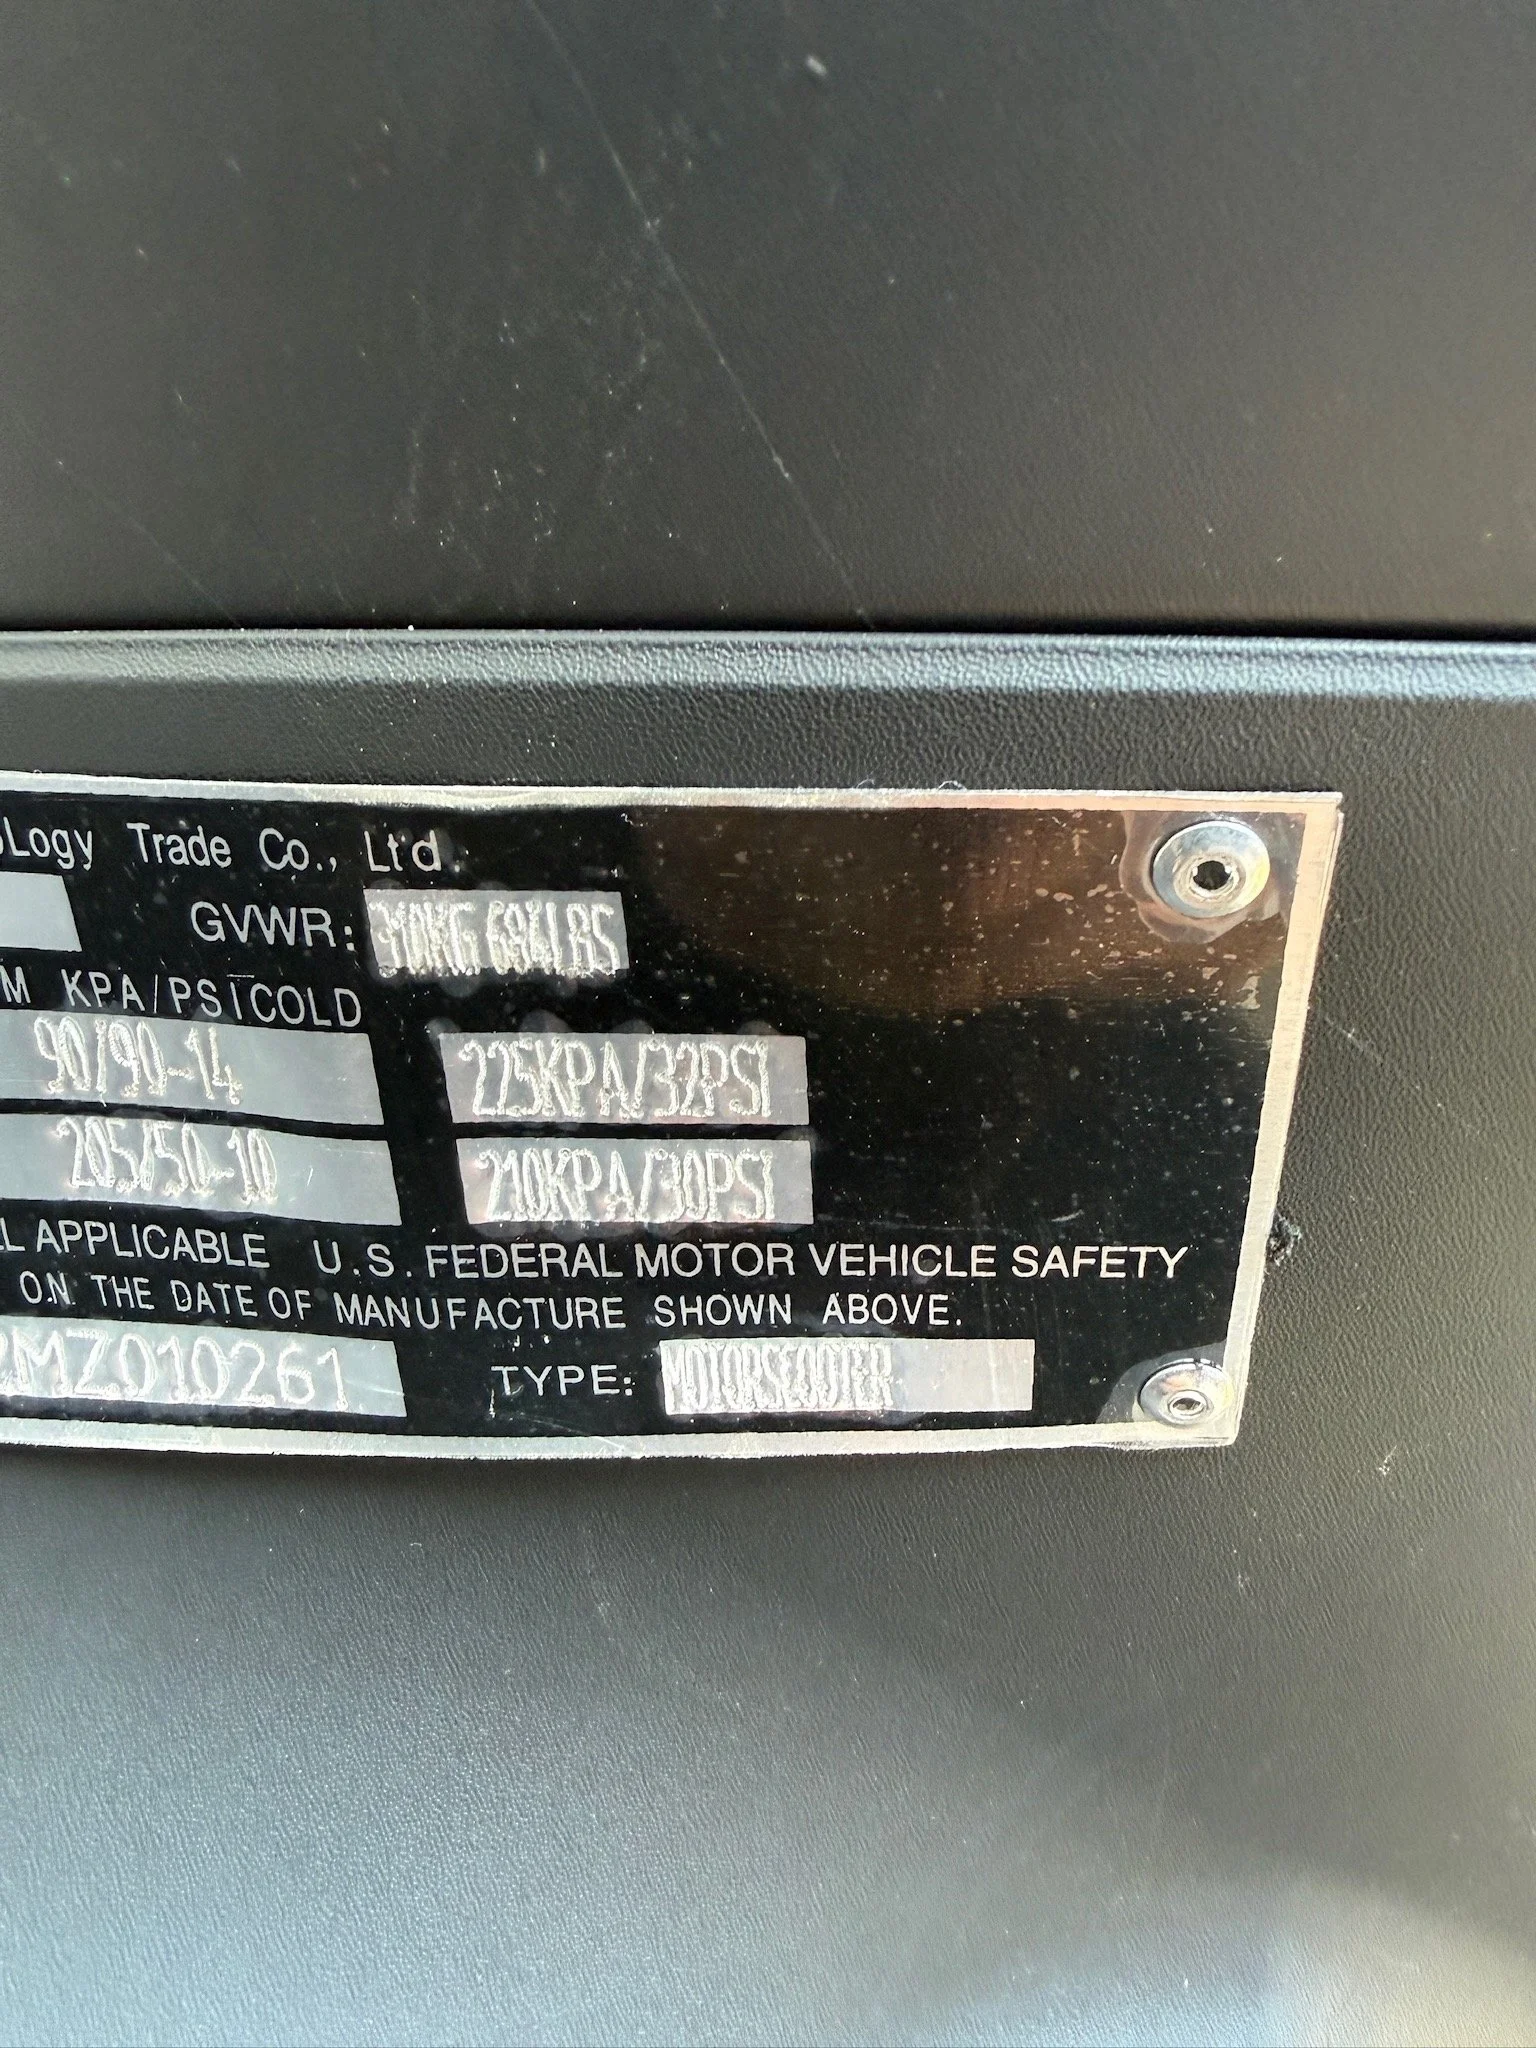 oLogy Trade Co., Ltd.
GVWR: 310KG 684LBS
M KPA/PSI COLD
90/90-14 225KPA/32PSI
205/50-10 210KPA/30PSI
LL APPLICABLE U.S. FEDERAL MOTOR VEHICLE SAFETY
ON THE DATE OF MANUFACTURE SHOWN ABOVE.
2MZ010261 TYPE: MOTORSCOOTER